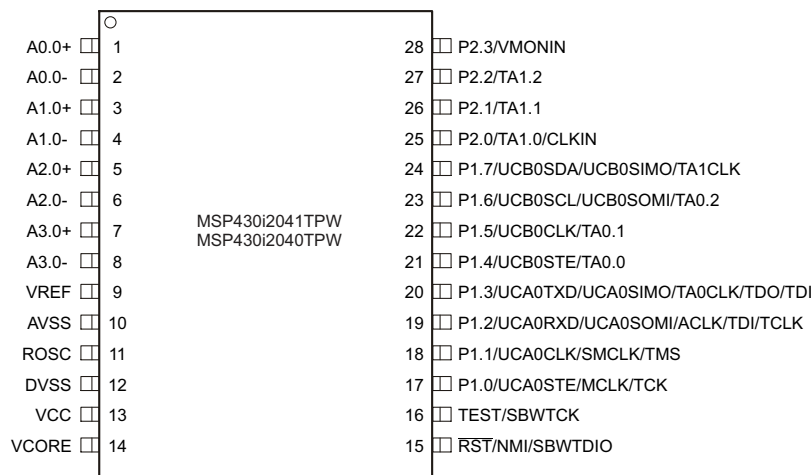 A0.0+ 1 28 P2.3/VMONIN
A0.0- 2 27 P2.2/TA1.2
A1.0+ 3 26 P2.1/TA1.1
A1.0- 4 25 P2.0/TA1.0/CLKIN
A2.0+ 5 24 P1.7/UCB0SDA/UCB0SIMO/TA1CLK
A2.0- 6 23 P1.6/UCB0SCL/UCB0SOMI/TA0.2
MSP430i2041TPW
A3.0+ 7 22 P1.5/UCB0CLK/TA0.1
MSP430i2040TPW
A3.0- 8 21 P1.4/UCB0STE/TA0.0
VREF 9 20 P1.3/UCA0TXD/UCA0SIMO/TA0CLK/TDO/TDI
AVSS 10 19 P1.2/UCA0RXD/UCA0SOMI/ACLK/TDI/TCLK
ROSC 11 18 P1.1/UCA0CLK/SMCLK/TMS
DVSS 12 17 P1.0/UCA0STE/MCLK/TCK
VCC 13 16 TEST/SBWTCK
VCORE 14 15 RST/NMI/SBWTDIO